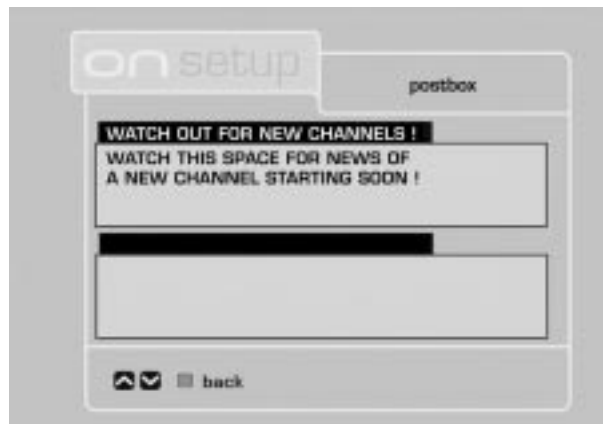 on setup
postbox
WATCH OUT FOR NEW CHANNELS !
WATCH THIS SPACE FOR NEWS OF
A NEW CHANNEL STARTING SOON !
back